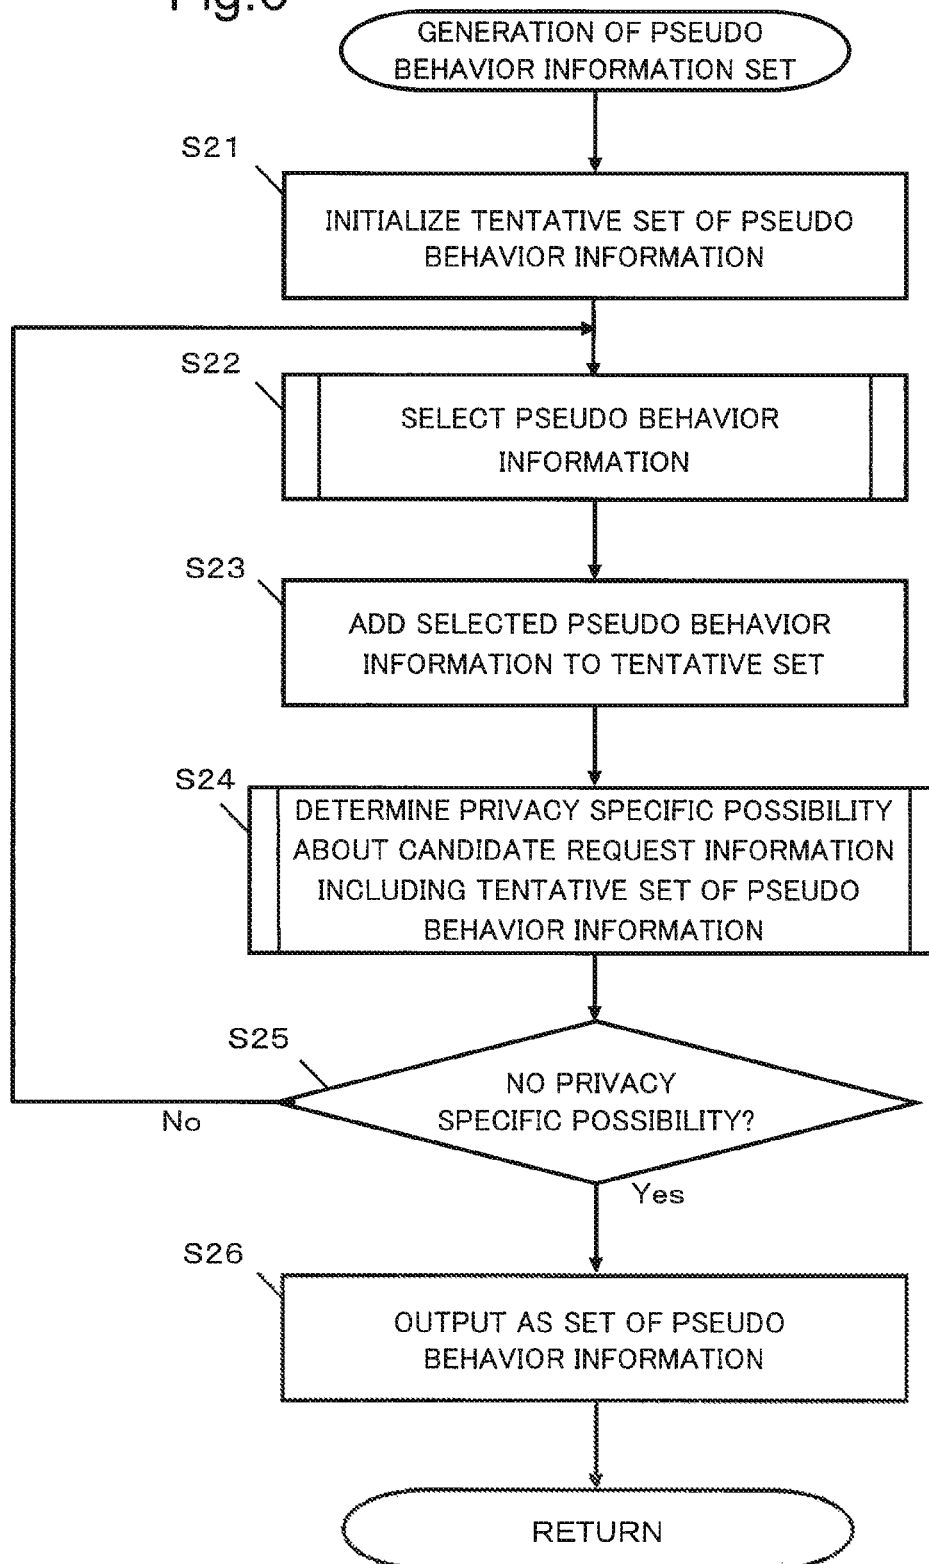 GENERATION OF PSEUDO
BEHAVIOR INFORMATION SET
S21
INITIALIZE TENTATIVE SET OF PSEUDO
BEHAVIOR INFORMATION
S22
SELECT PSEUDO BEHAVIOR
INFORMATION
S23
ADD SELECTED PSEUDO BEHAVIOR
INFORMATION TO TENTATIVE SET
S24
DETERMINE PRIVACY SPECIFIC POSSIBILITY
ABOUT CANDIDATE REQUEST INFORMATION
INCLUDING TENTATIVE SET OF PSEUDO
BEHAVIOR INFORMATION
S25
NO PRIVACY
SPECIFIC POSSIBILITY?
No
Yes
S26
OUTPUT AS SET OF PSEUDO
BEHAVIOR INFORMATION
RETURN